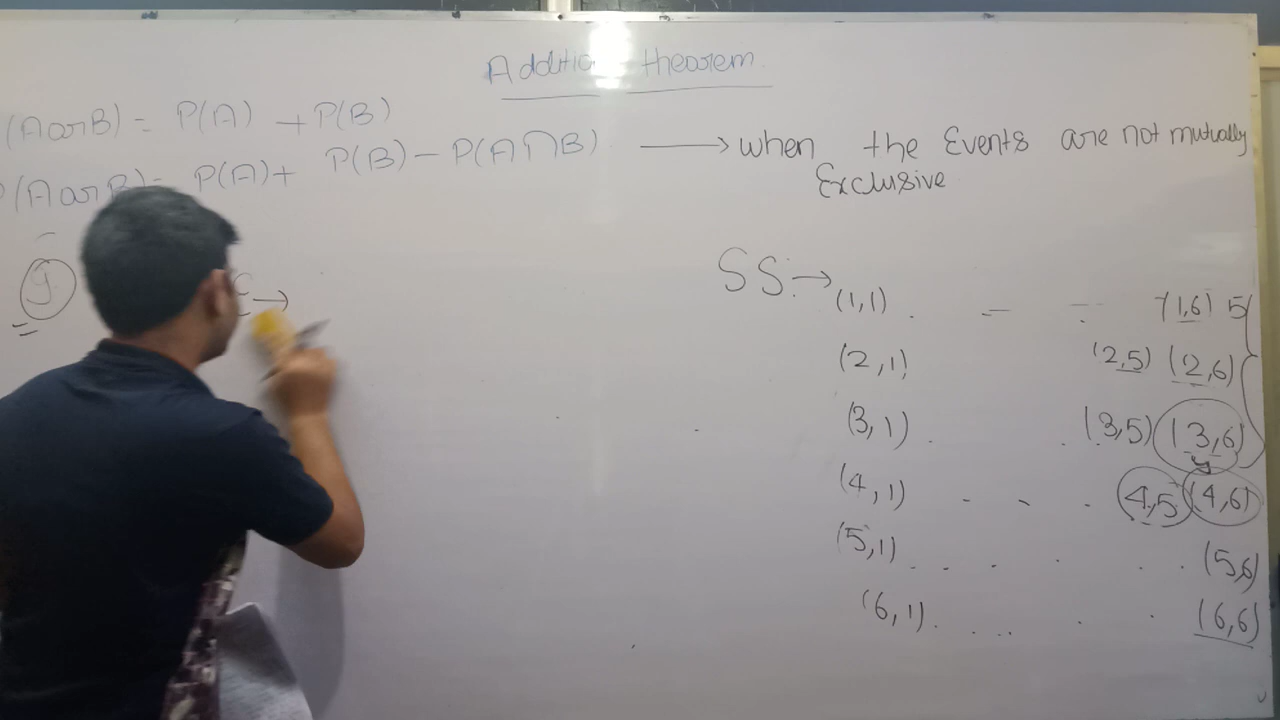 Addition theorem
(A or B) = P(A) + P(B)
P(A or B) = P(A) + P(B) - P(A∩B) → when the Events are not mutually
Exclusive
SS: →
(1,1) . - - (1,6) 5
(2,1) (2,5) (2,6)
(3,1) . . (3,5) (3,6)
(4,1) - - . (4,5) (4,6)
(5,1) . . . . . . (5,6)
(6,1) . . . . . . (6,6)